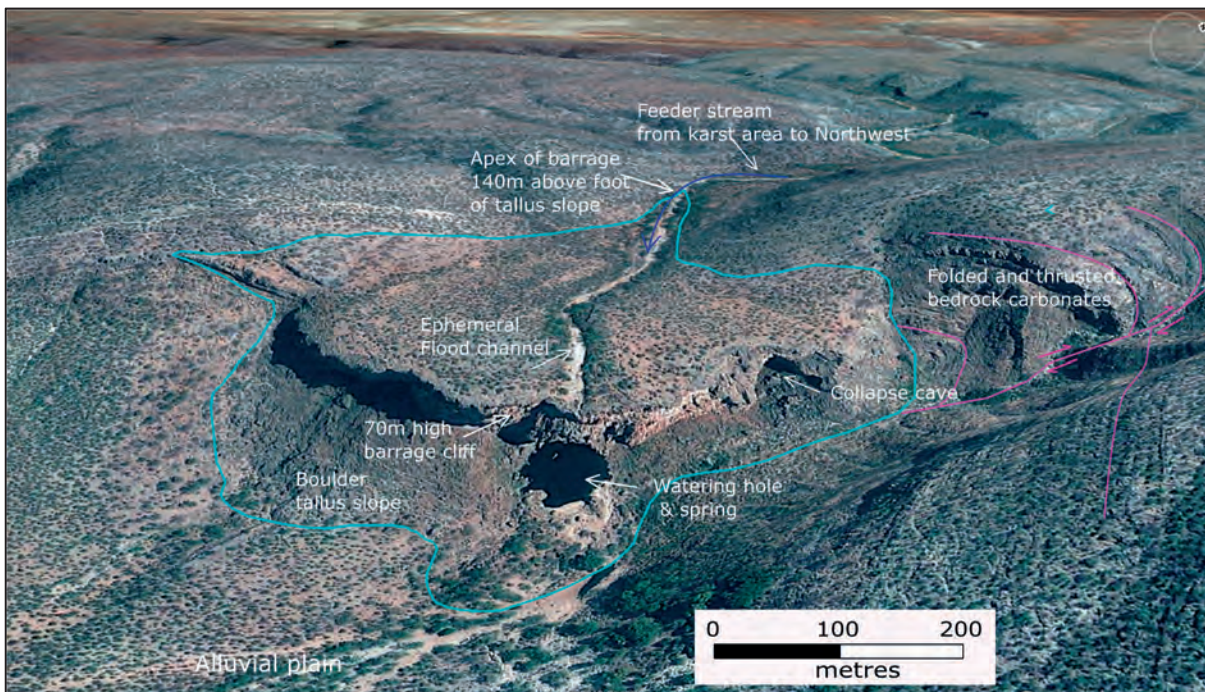 Feeder stream
from karst area to Northwest
Apex of barrage
140m above foot
of tallus slope
Folded and thrusted
bedrock carbonates
Ephemeral
Flood channel
Collapse cave
70m high
barrage cliff
Boulder
tallus slope
Watering hole
& spring
Alluvial plain
0 100 200
metres